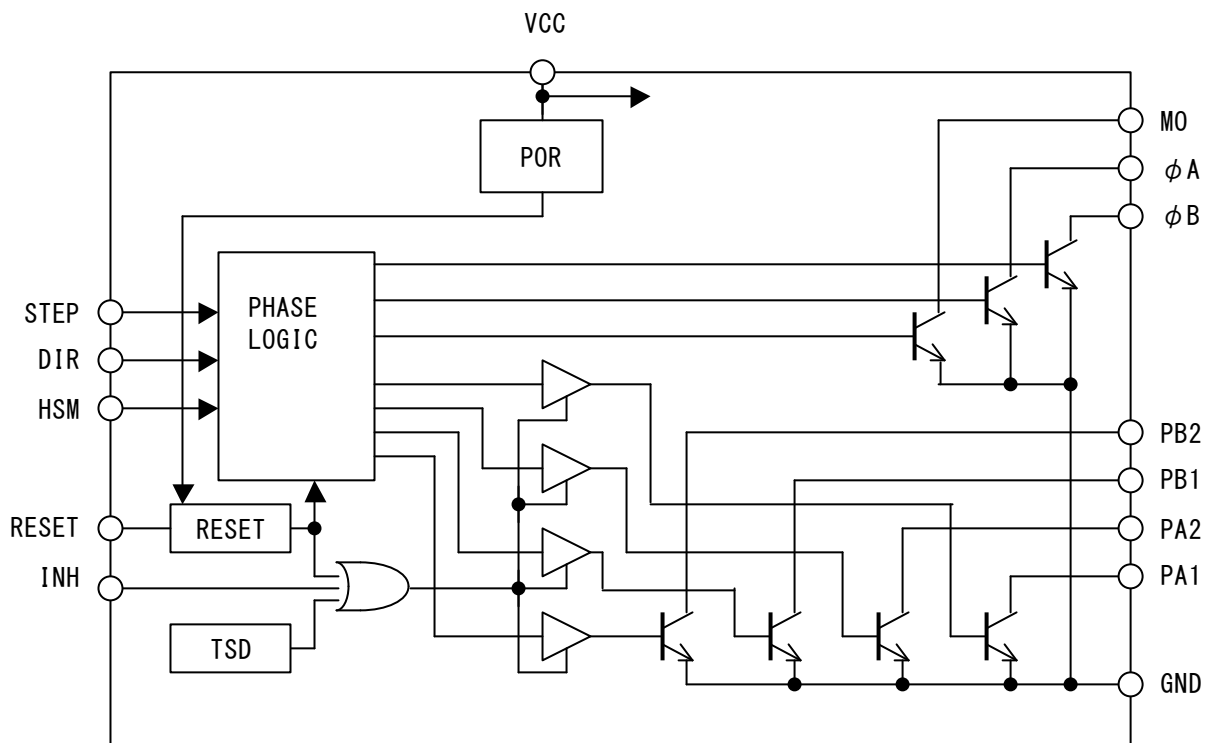 VCC
POR
MO
φA
φB
STEP
DIR
HSM
PHASE
LOGIC
PB2
PB1
PA2
PA1
RESET
RESET
INH
TSD
GND